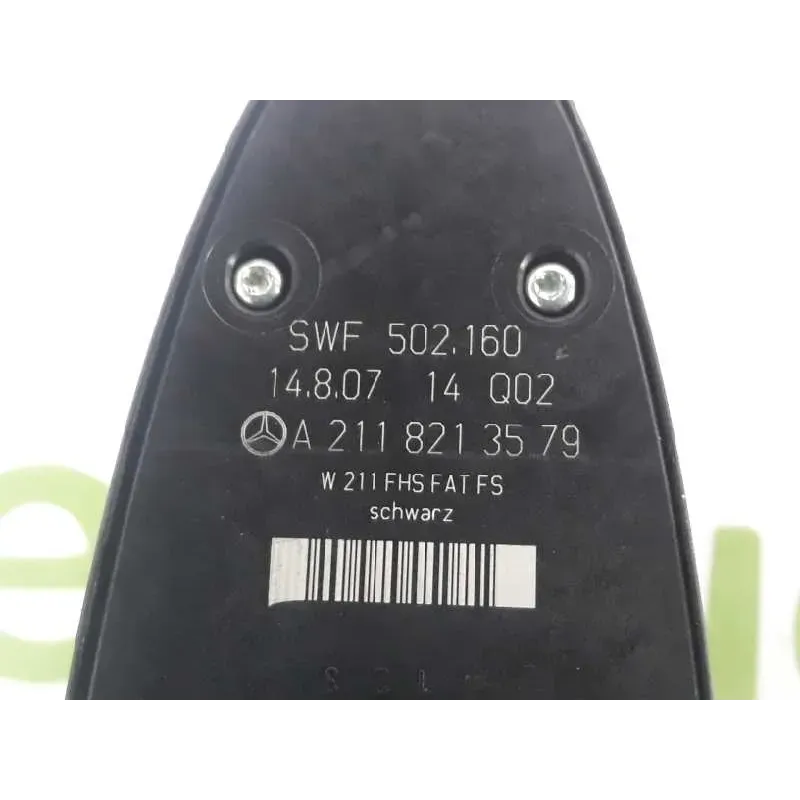 SWF 502.160
14.8.07 14 Q02
A 211 821 35 79
W 211 FHS FAT FS
schwarz